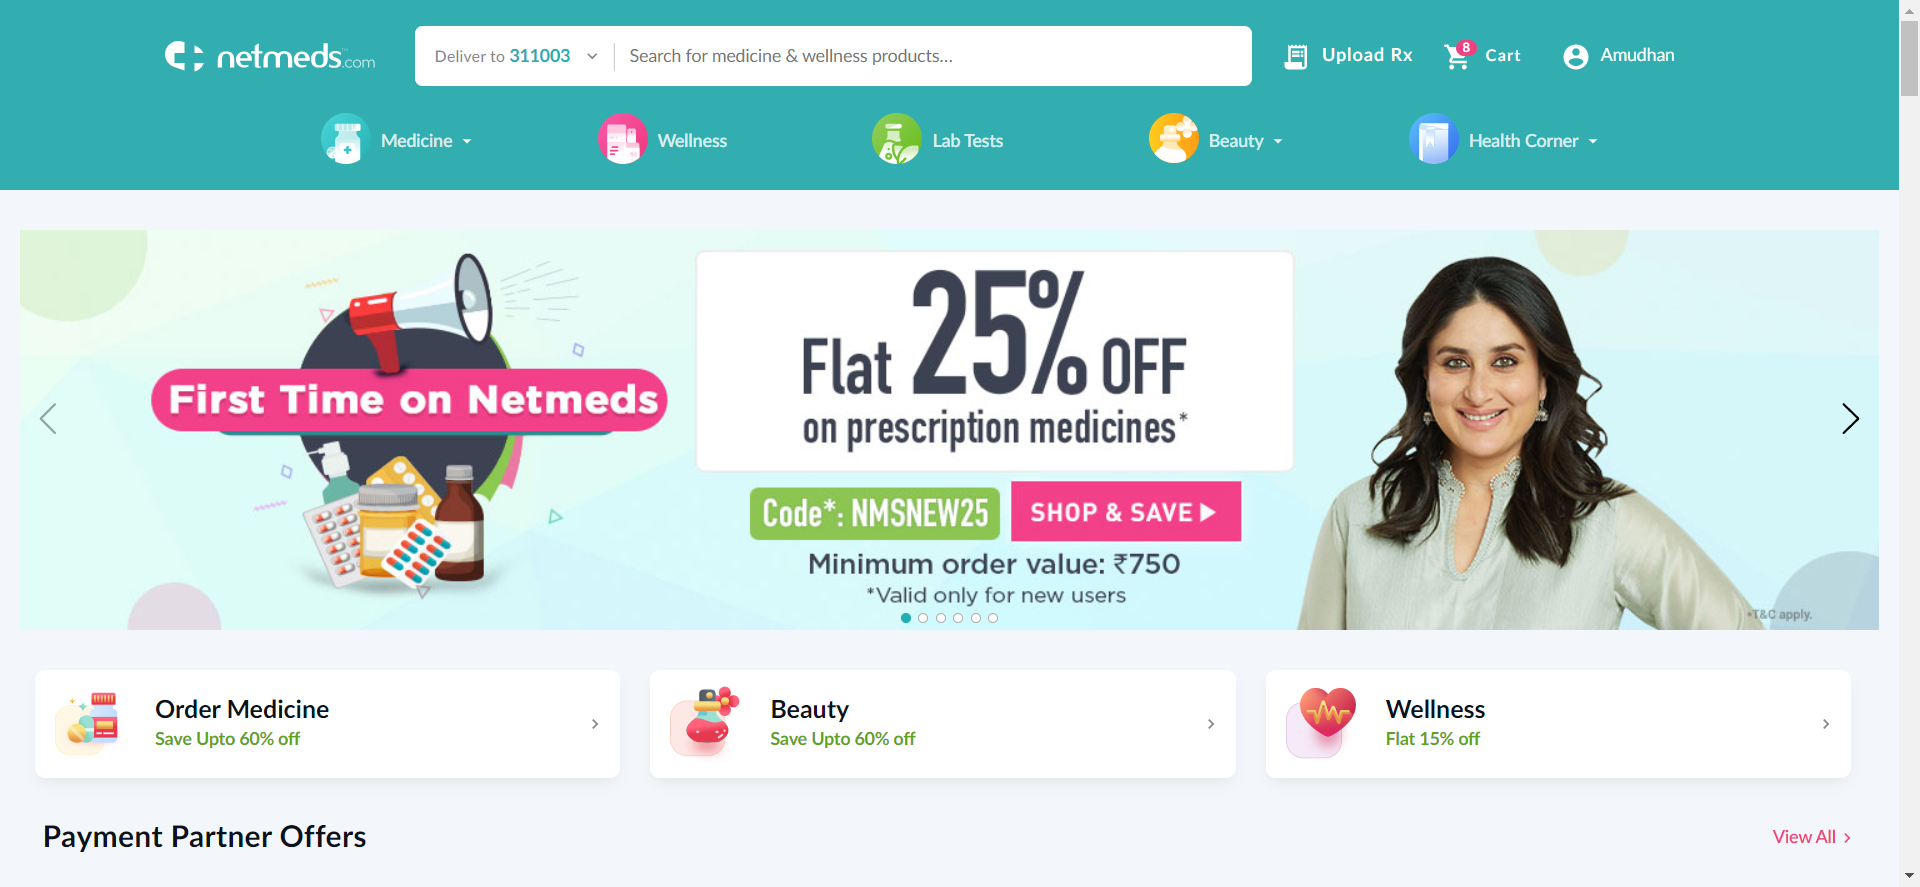 netmeds.com
Deliver to 311003
Search for medicine & wellness products...
Upload Rx
8
Cart
Amudhan
Medicine
Wellness
Lab Tests
Beauty
Health Corner
First Time on Netmeds
Flat 25% OFF
on prescription medicines*
Code*: NMSNEW25
SHOP & SAVE
Minimum order value: ₹750
*Valid only for new users
*T&C apply.
Order Medicine
Save Upto 60% off
Beauty
Save Upto 60% off
Wellness
Flat 15% off
Payment Partner Offers
View All